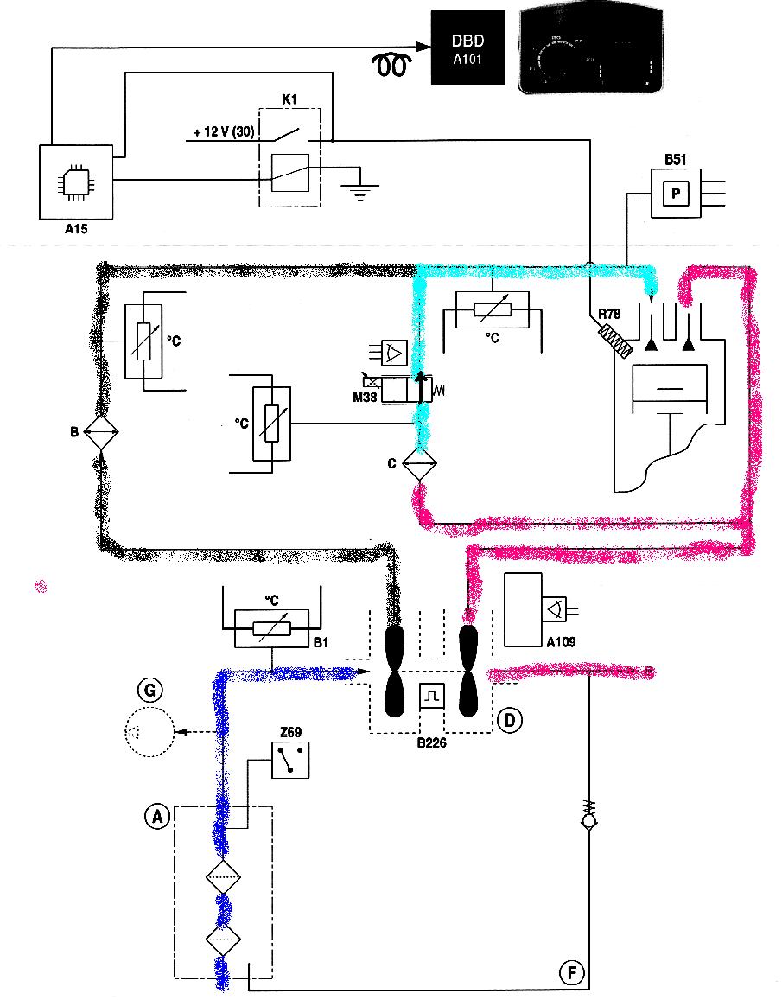 DBD
A101
K1
+ 12 V (30)
B51
P
A15
°C
°C
R78
M38
°C
B
C
°C
B1
A109
G
D
B226
Z69
A
F